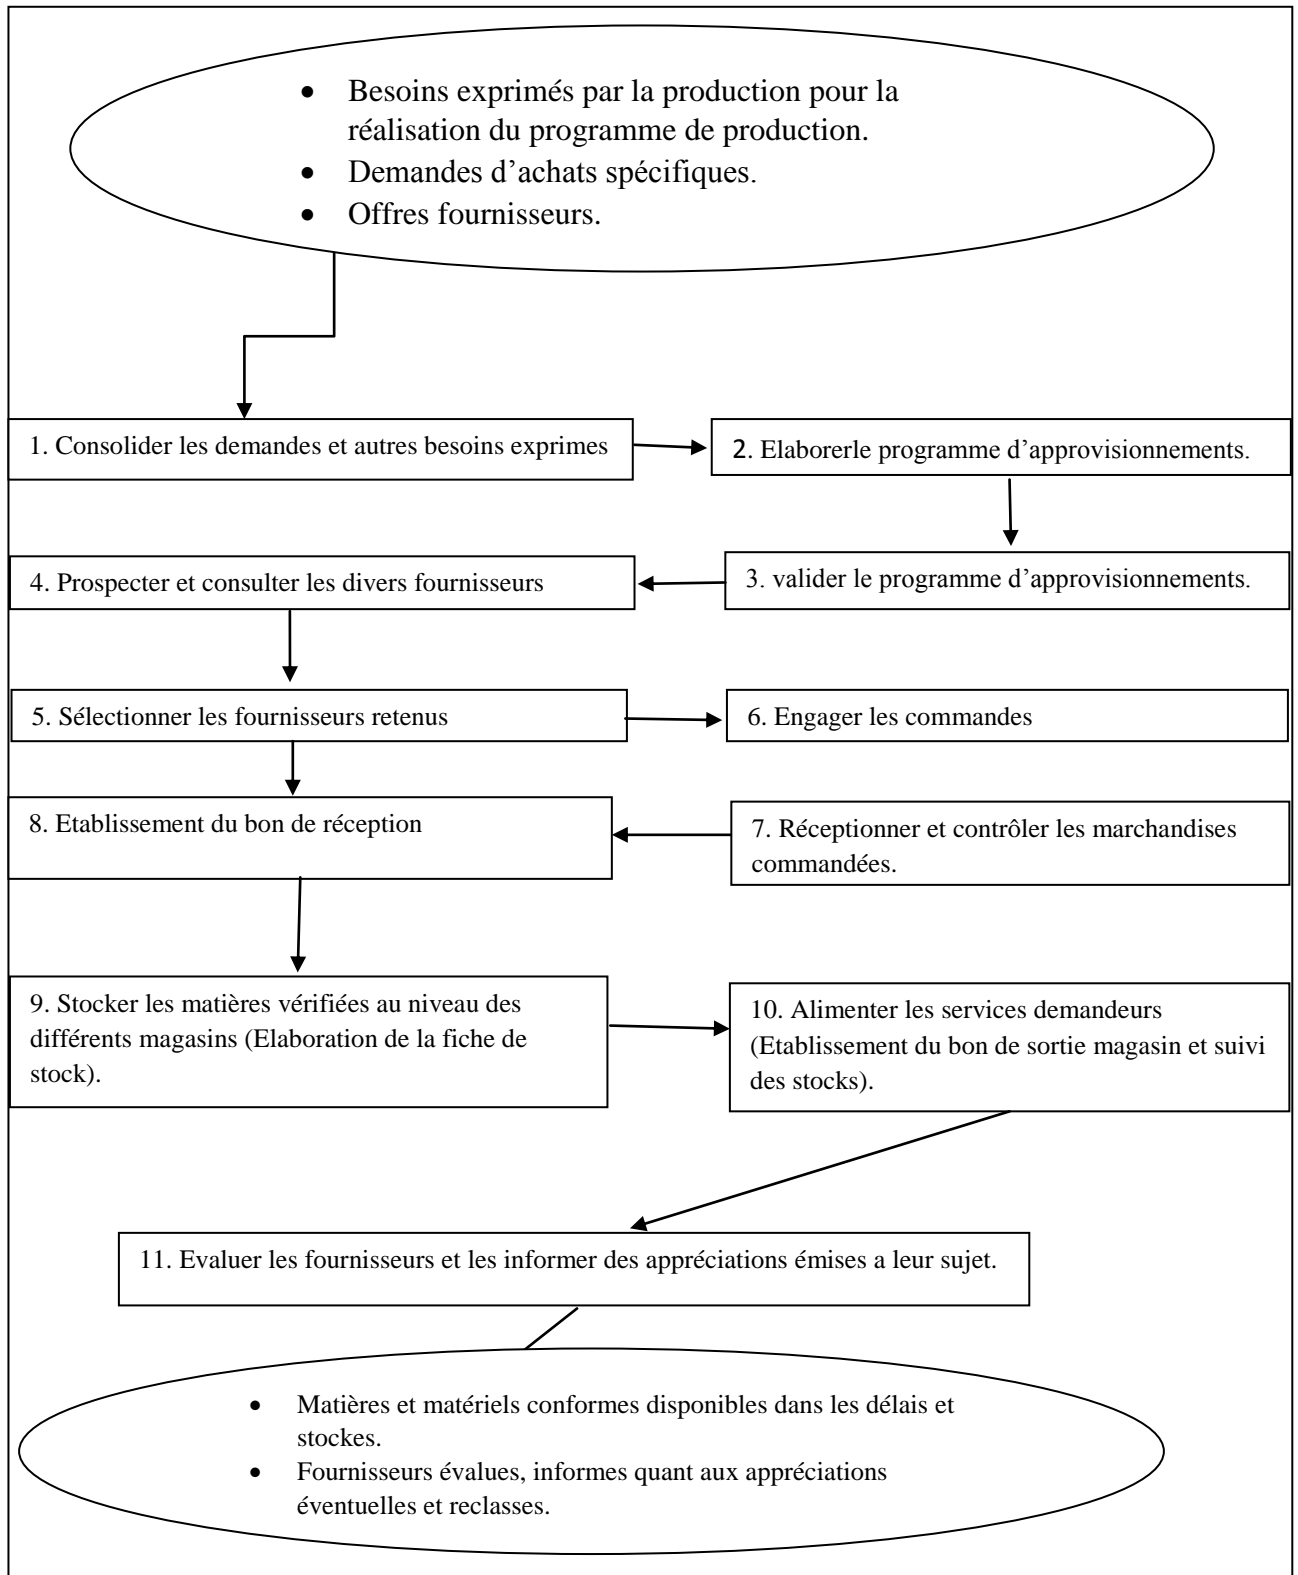 • Besoins exprimés par la production pour la
réalisation du programme de production.
• Demandes d’achats spécifiques.
• Offres fournisseurs.
1. Consolider les demandes et autres besoins exprimes
2. Elaborerle programme d’approvisionnements.
3. valider le programme d’approvisionnements.
4. Prospecter et consulter les divers fournisseurs
5. Sélectionner les fournisseurs retenus
6. Engager les commandes
7. Réceptionner et contrôler les marchandises
commandées.
8. Etablissement du bon de réception
9. Stocker les matières vérifiées au niveau des
différents magasins (Elaboration de la fiche de
stock).
10. Alimenter les services demandeurs
(Etablissement du bon de sortie magasin et suivi
des stocks).
11. Evaluer les fournisseurs et les informer des appréciations émises a leur sujet.
• Matières et matériels conformes disponibles dans les délais et
stockes.
• Fournisseurs évalues, informes quant aux appréciations
éventuelles et reclasses.